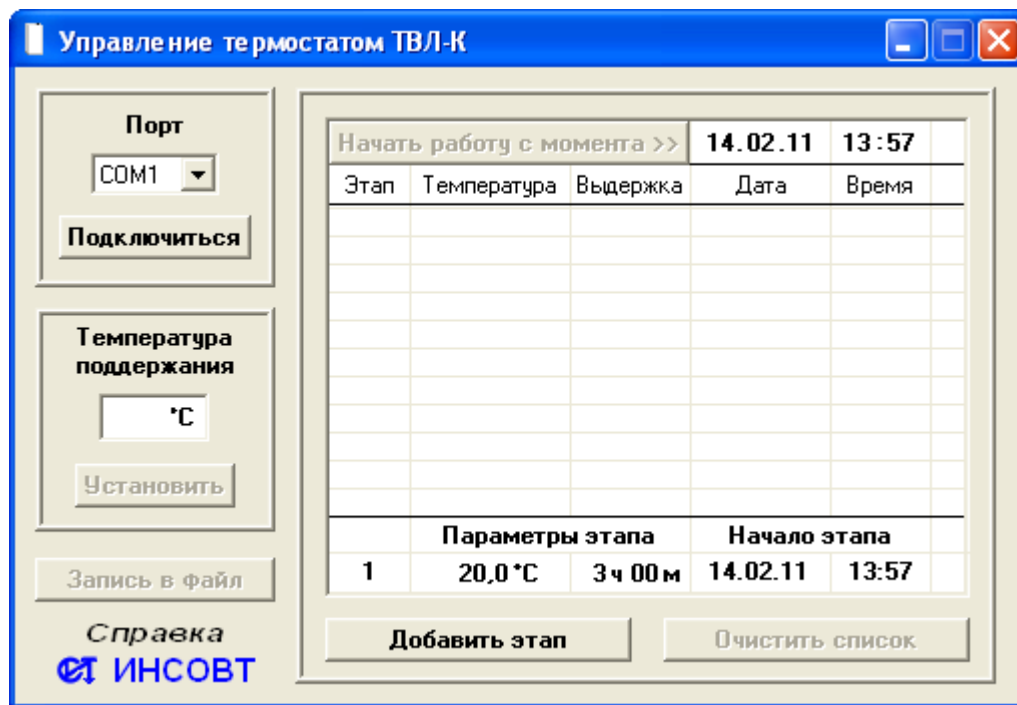 Управление термостатом ТВЛ-К
Порт
COM1
Подключиться
Температура
поддержания
°C
Установить
Запись в файл
Справка
ИНСОВТ
Начать работу с момента >> 14.02.11 13:57
Этап Температура Выдержка Дата Время
Параметры этапа Начало этапа
1 20,0 °C 3 ч 00 м 14.02.11 13:57
Добавить этап Очистить список